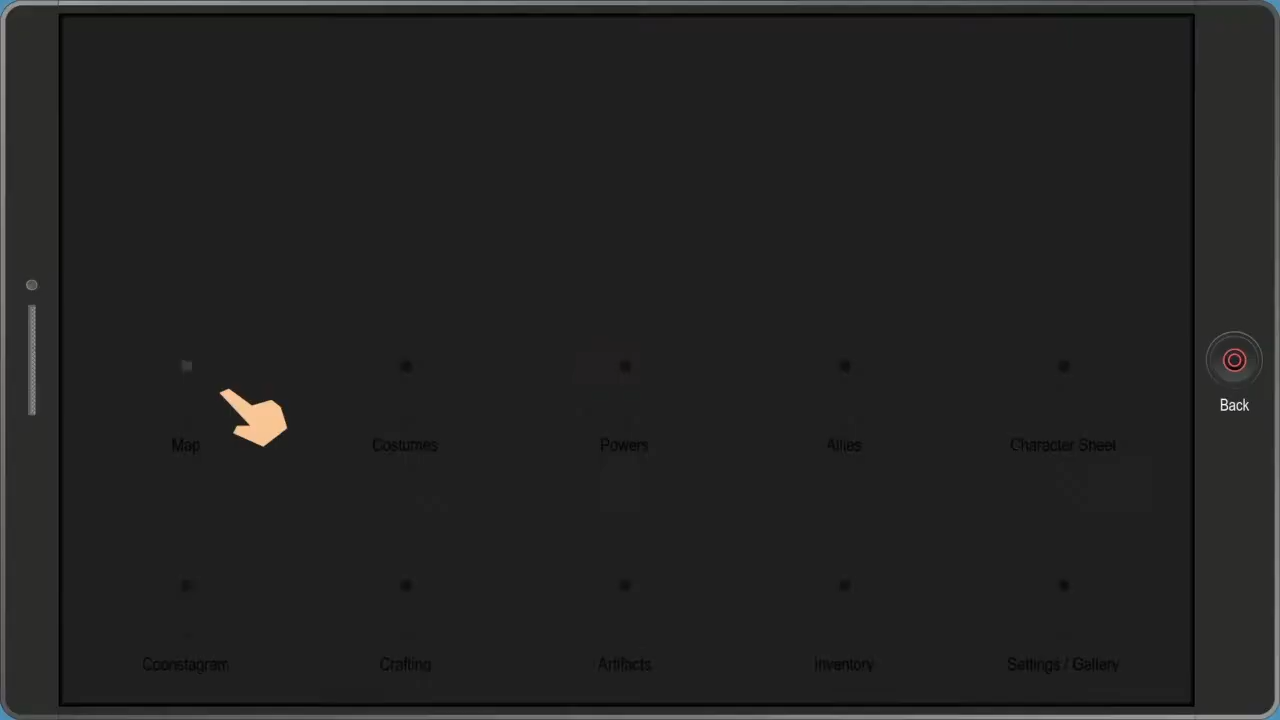 Back
Map
Costumes
Powers
Allies
Character Sheet
Coonstagram
Crafting
Artifacts
Inventory
Settings / Gallery